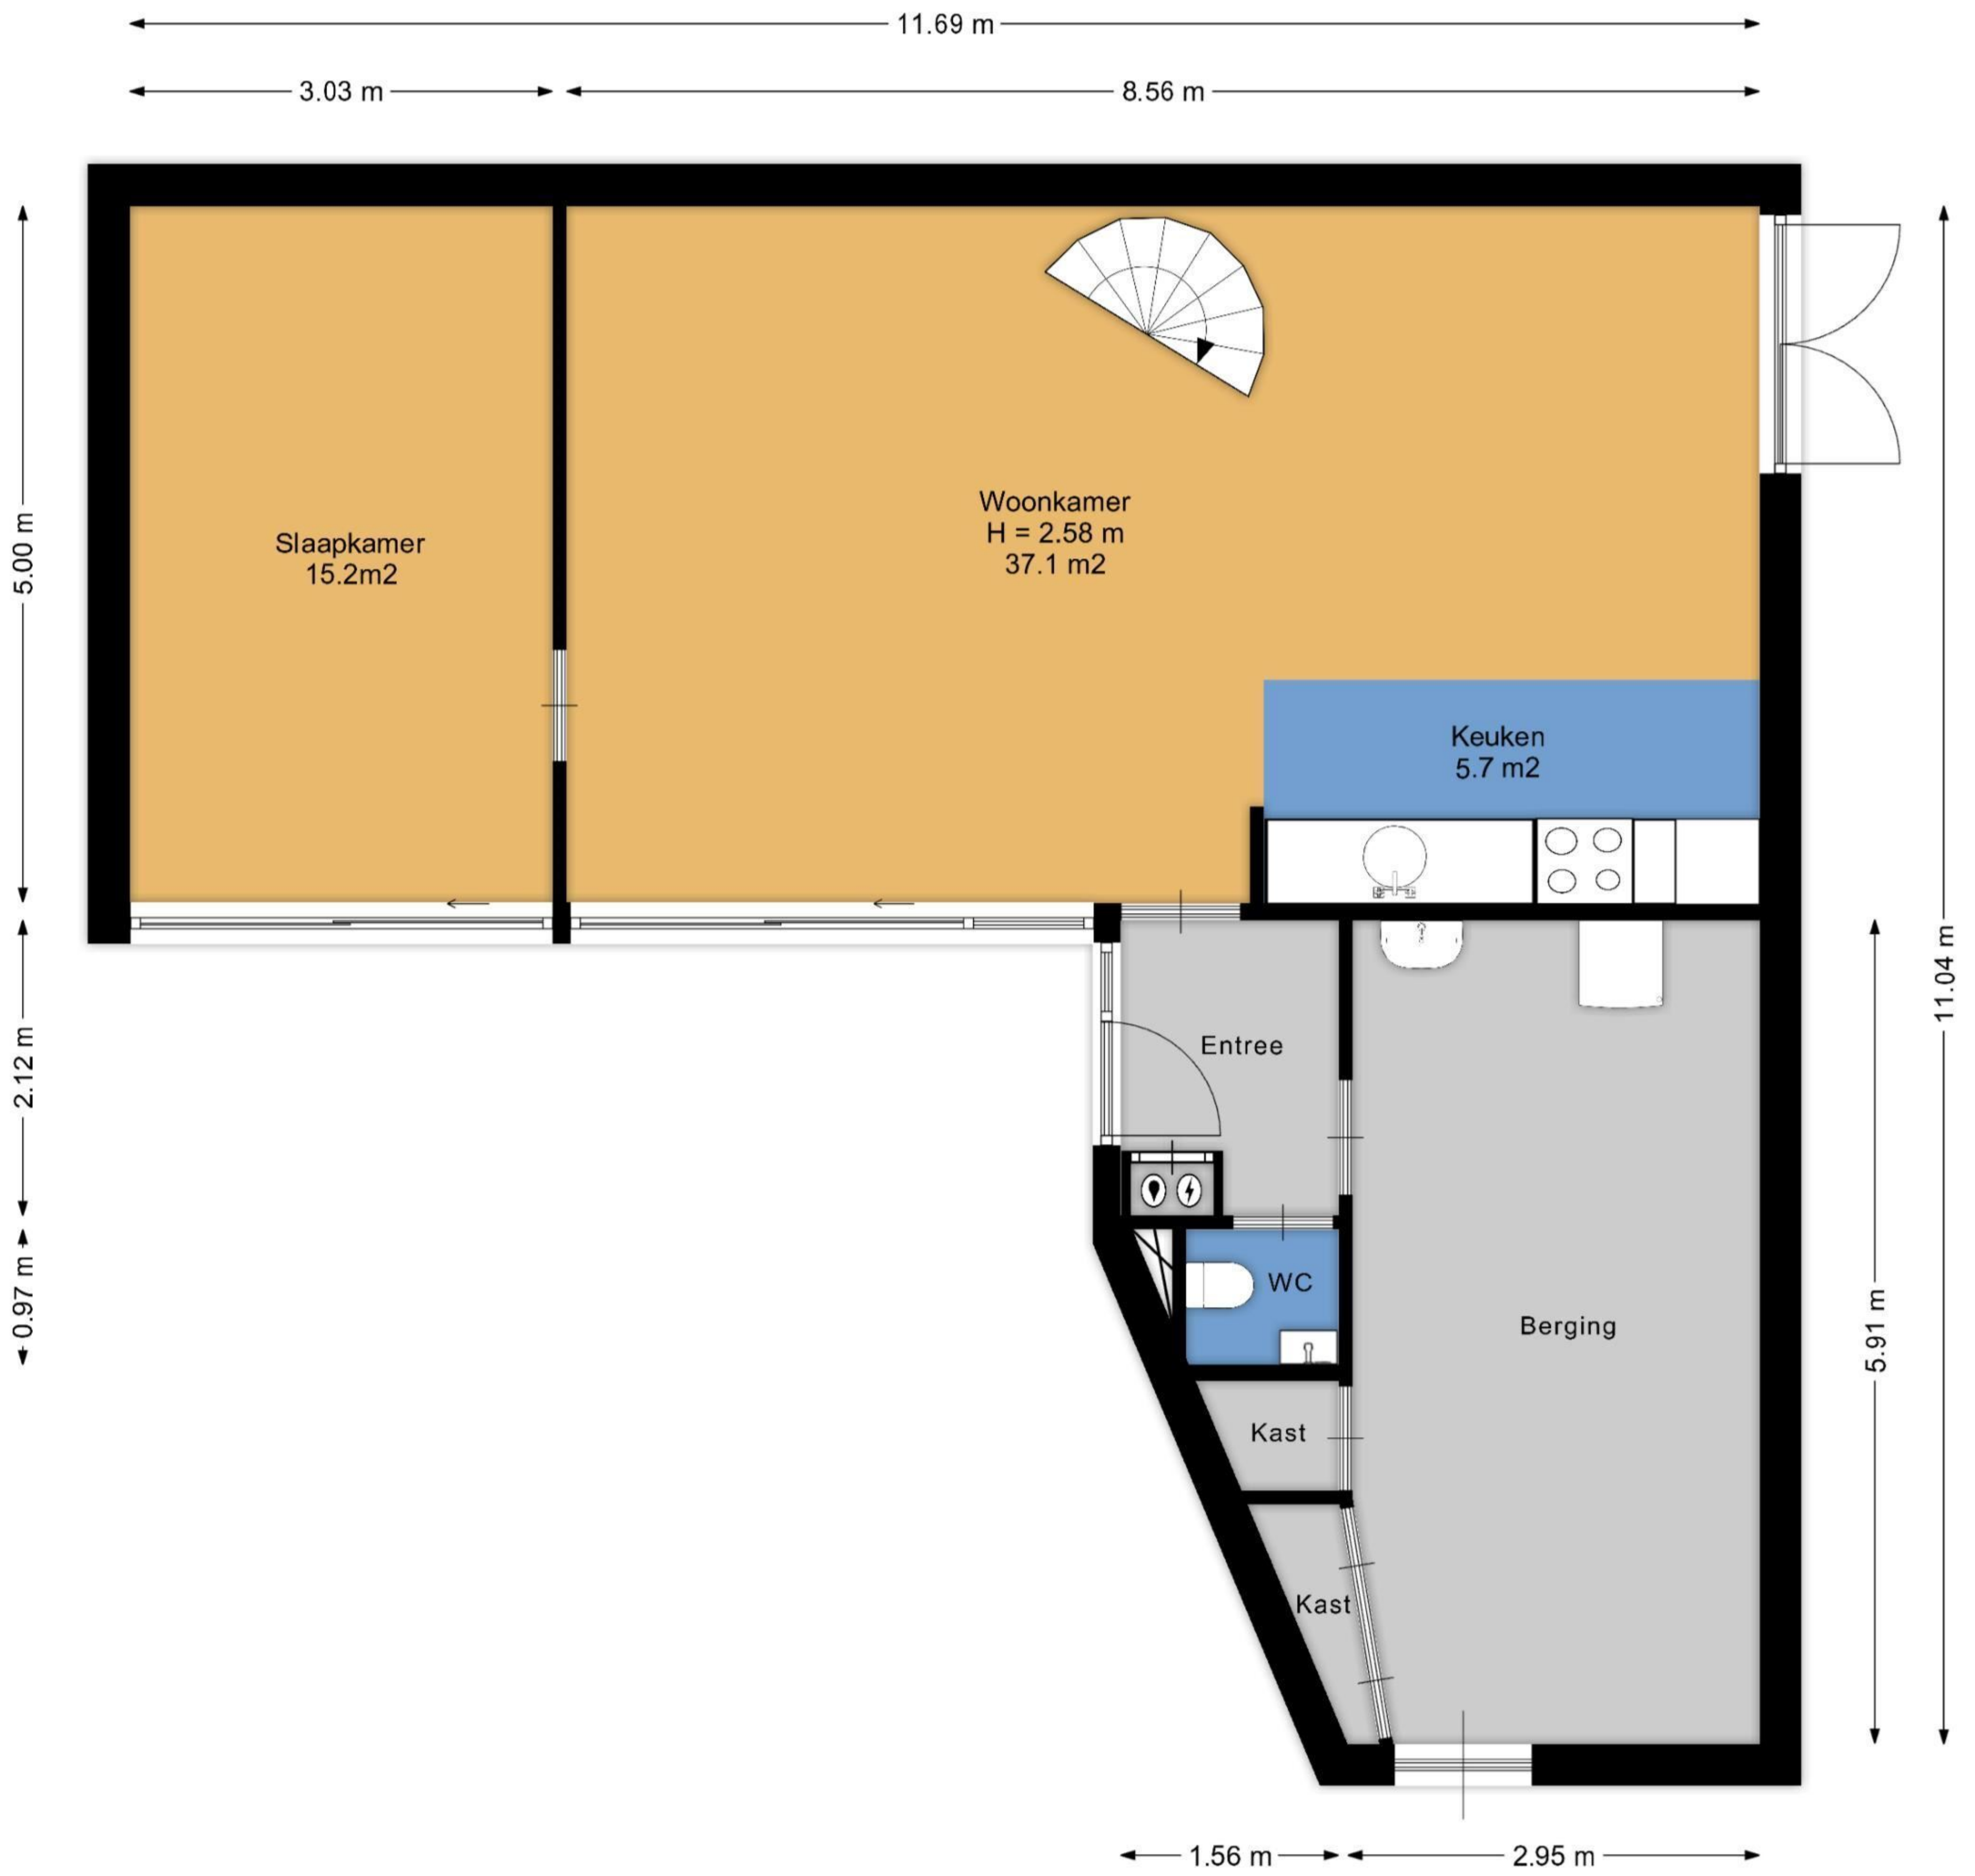 11.69 m
3.03 m
8.56 m
5.00 m
2.12 m
0.97 m
Slaapkamer
15.2m2
Woonkamer
H = 2.58 m
37.1 m2
Keuken
5.7 m2
Entree
WC
Kast
Kast
Berging
5.91 m
11.04 m
1.56 m
2.95 m